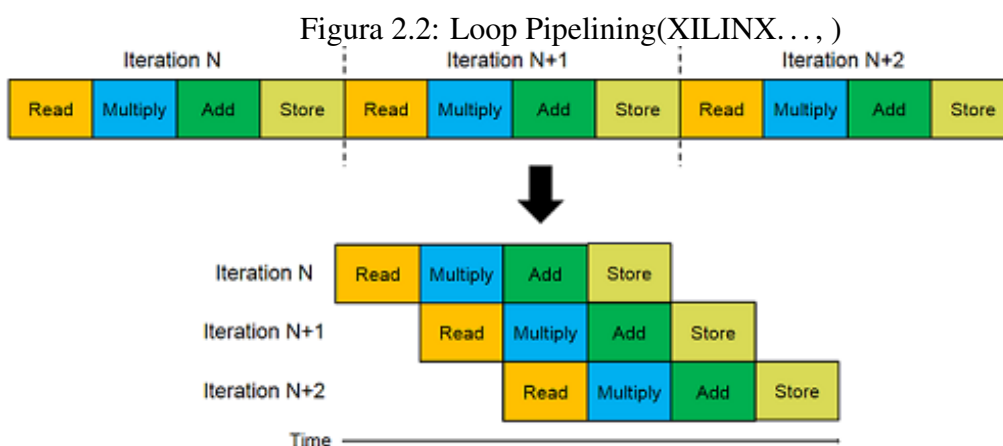 Figura 2.2: Loop Pipelining(XILINX..., )
Iteration N Iteration N+1 Iteration N+2
Read Multiply Add Store Read Multiply Add Store Read Multiply Add Store
Iteration N Read Multiply Add Store
Iteration N+1 Read Multiply Add Store
Iteration N+2 Read Multiply Add Store
Time